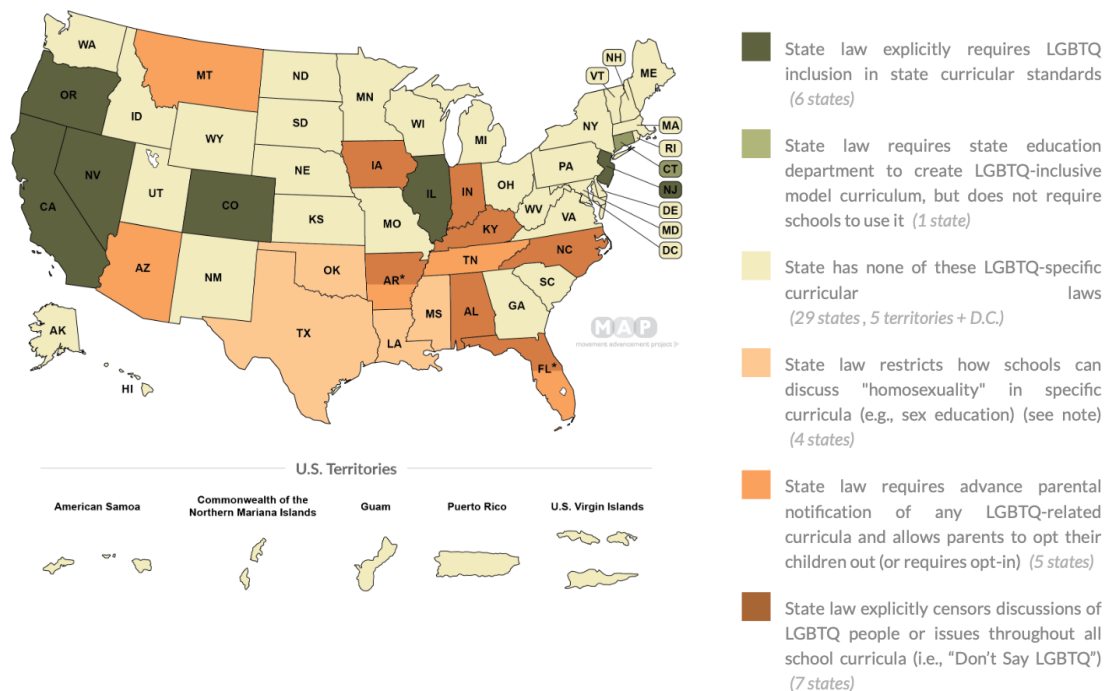 WA
OR
CA
NV
ID
MT
WY
UT
CO
AZ
NM
ND
SD
NE
KS
OK
TX
MN
IA
MO
AR*
LA
WI
IL
MI
IN
OH
KY
TN
MS
AL
GA
FL*
SC
NC
VA
WV
PA
NY
VT
NH
ME
MA
RI
CT
NJ
DE
MD
DC
AK
HI
MAP
movement advancement project
U.S. Territories
American Samoa
Commonwealth of the
Northern Mariana Islands
Guam
Puerto Rico
U.S. Virgin Islands
State law explicitly requires LGBTQ
inclusion in state curricular standards
(6 states)
State law requires state education
department to create LGBTQ-inclusive
model curriculum, but does not require
schools to use it (1 state)
State has none of these LGBTQ-specific
curricular laws
(29 states , 5 territories + D.C.)
State law restricts how schools can
discuss "homosexuality" in specific
curricula (e.g., sex education) (see note)
(4 states)
State law requires advance parental
notification of any LGBTQ-related
curricula and allows parents to opt their
children out (or requires opt-in) (5 states)
State law explicitly censors discussions of
LGBTQ people or issues throughout all
school curricula (i.e., “Don’t Say LGBTQ”)
(7 states)